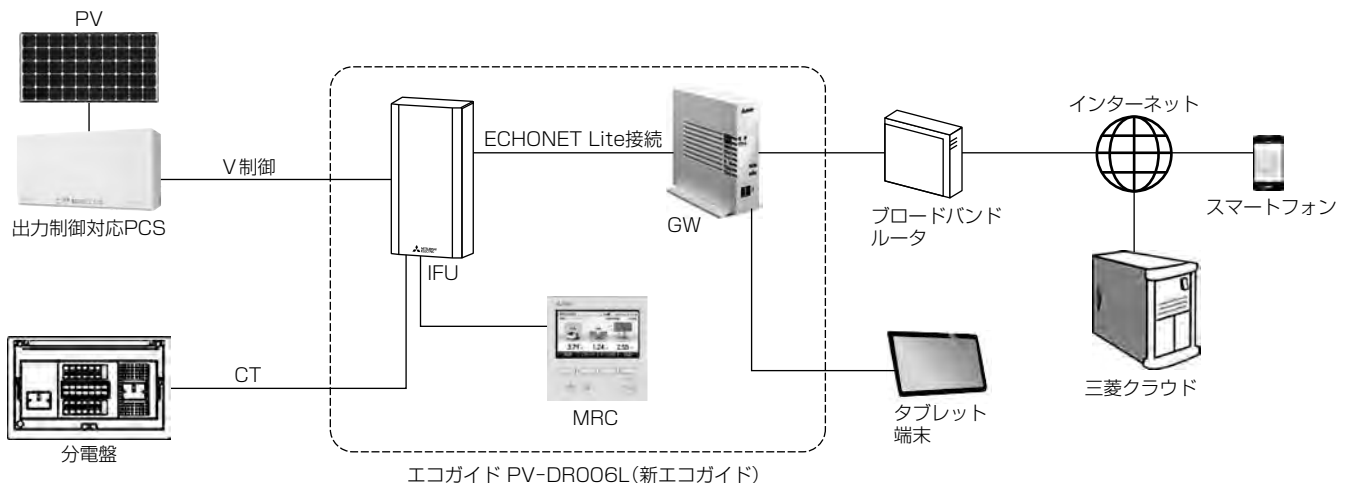 PV
出力制御対応PCS
V制御
ECHONET Lite接続
IFU
MITSUBISHI
ELECTRIC
GW
MRC
CT
分電盤
ブロードバンド
ルータ
インターネット
スマートフォン
三菱クラウド
タブレット
端末
エコガイド PV-DR006L(新エコガイド)